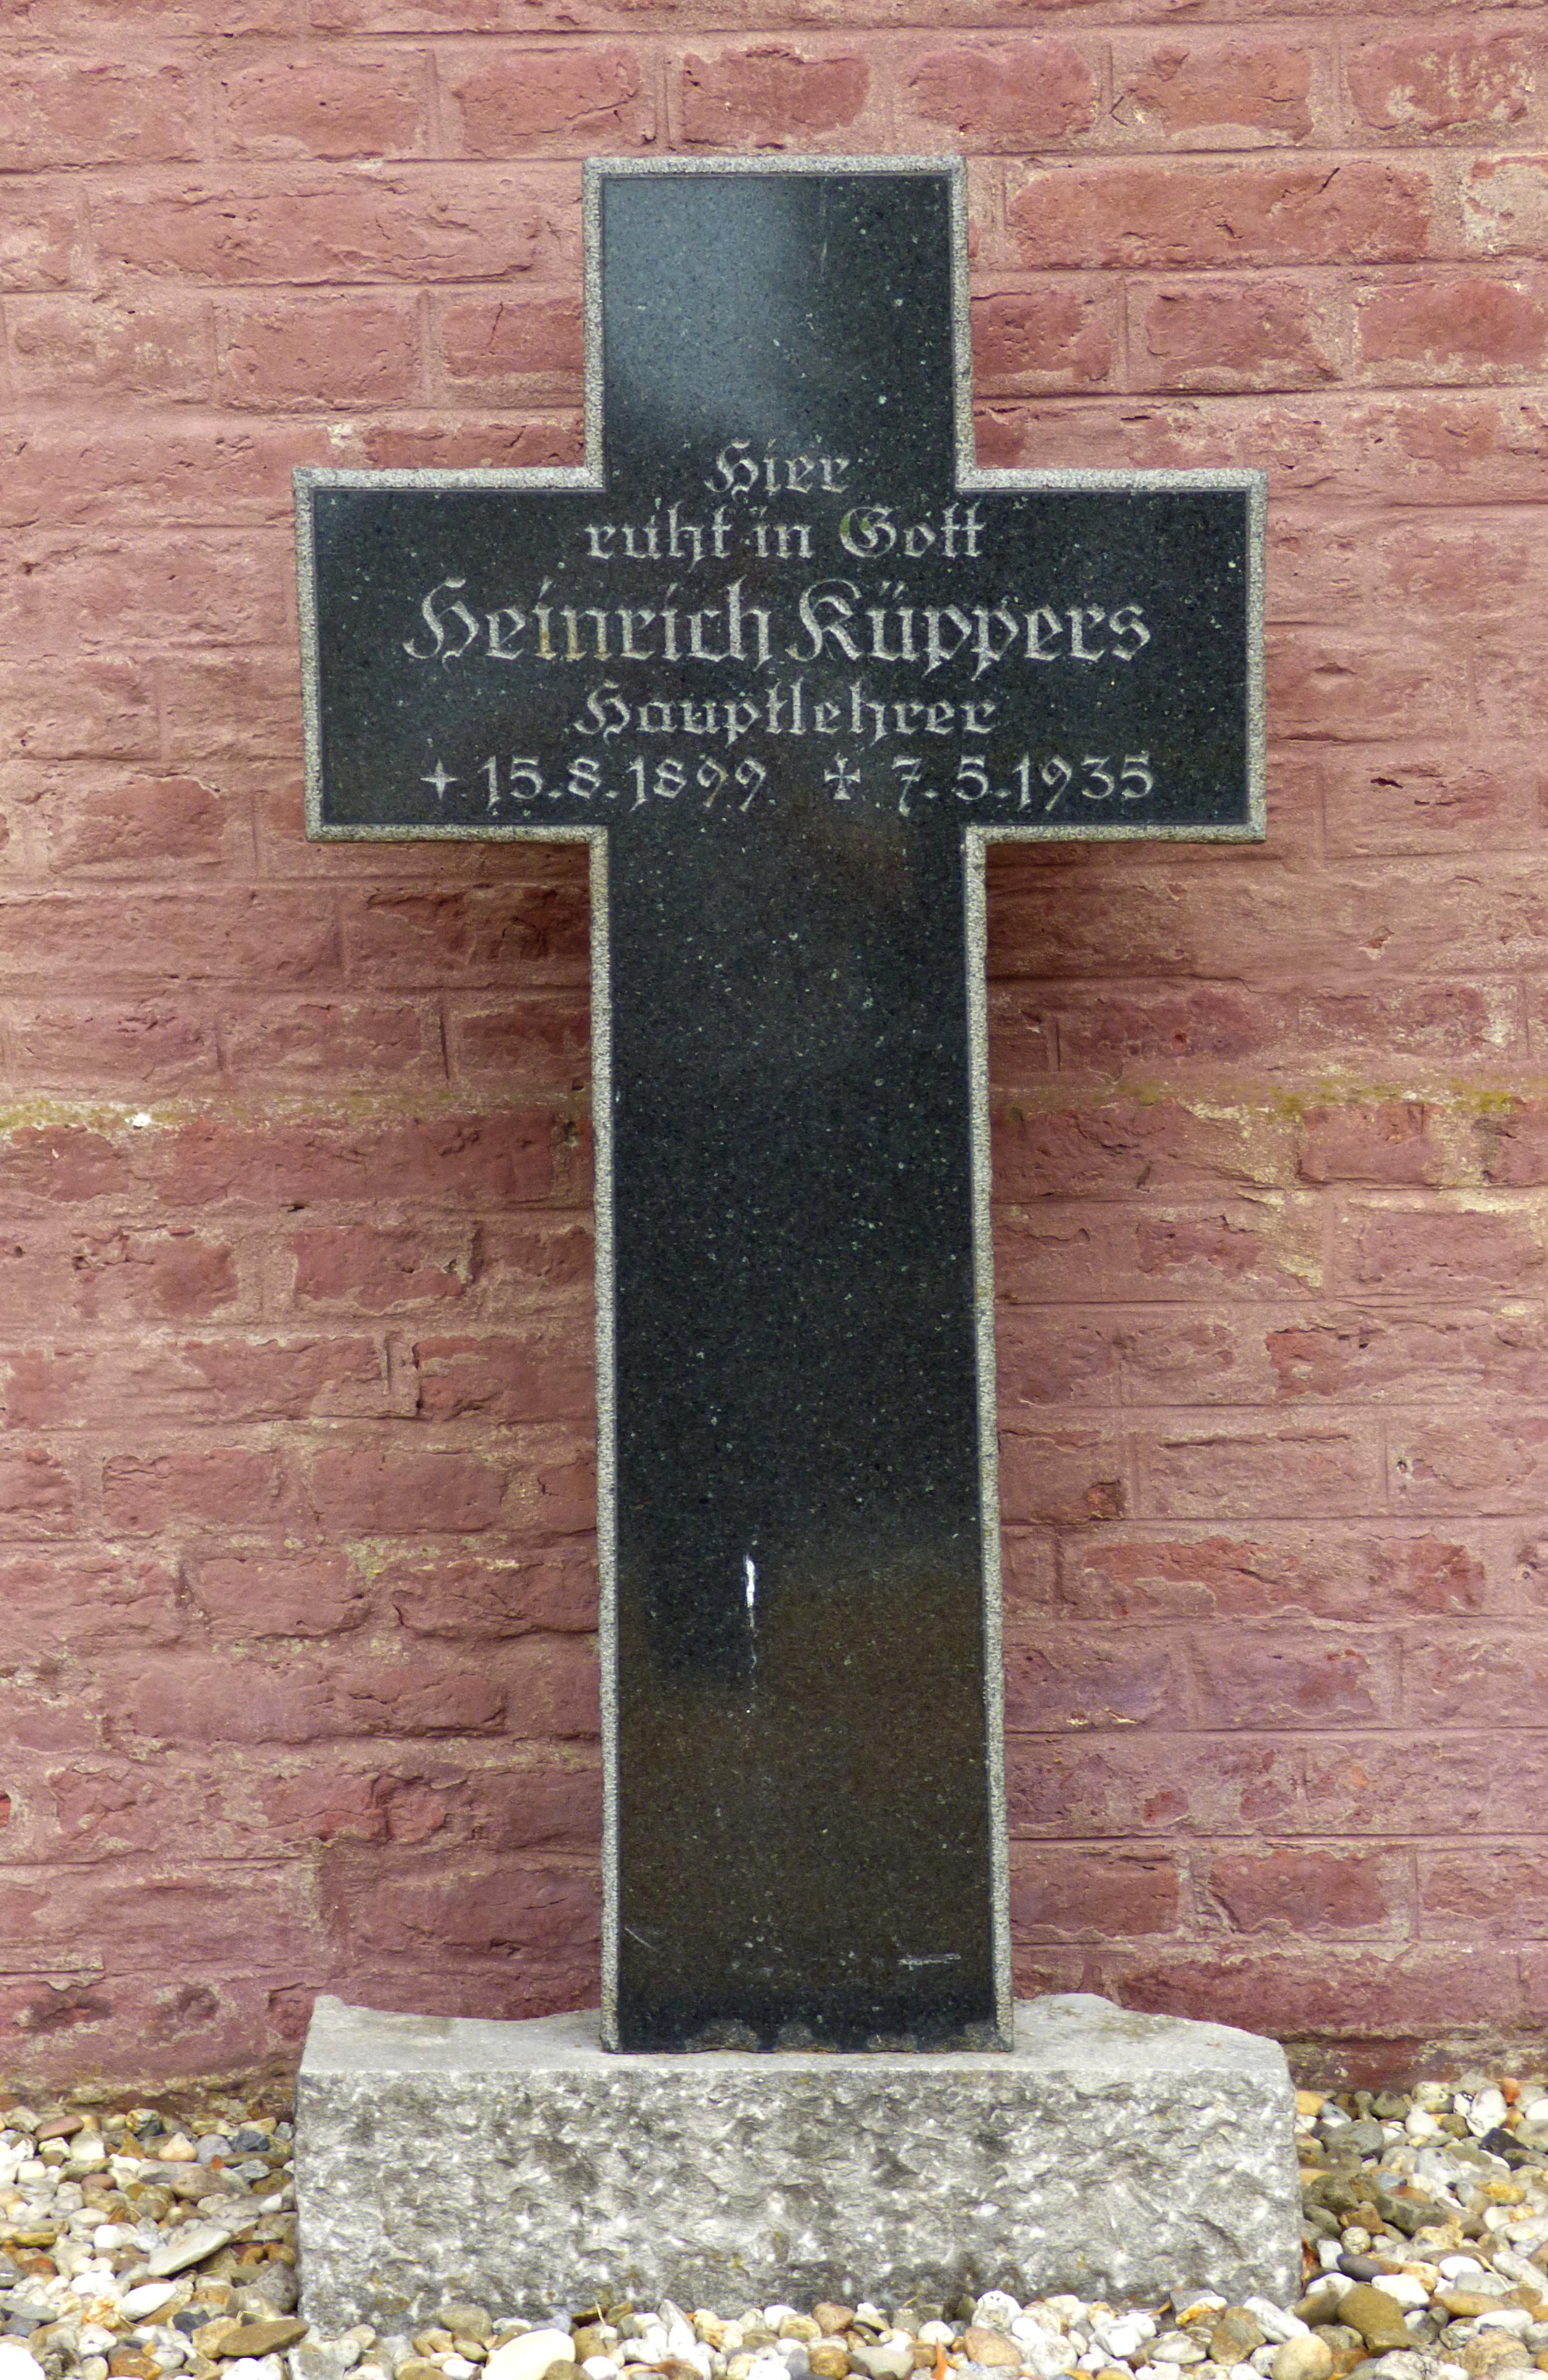 Hier
ruht in Gott
Heinrich Küppers
Hauptlehrer
15.8.1899 ✠ 7.5.1935